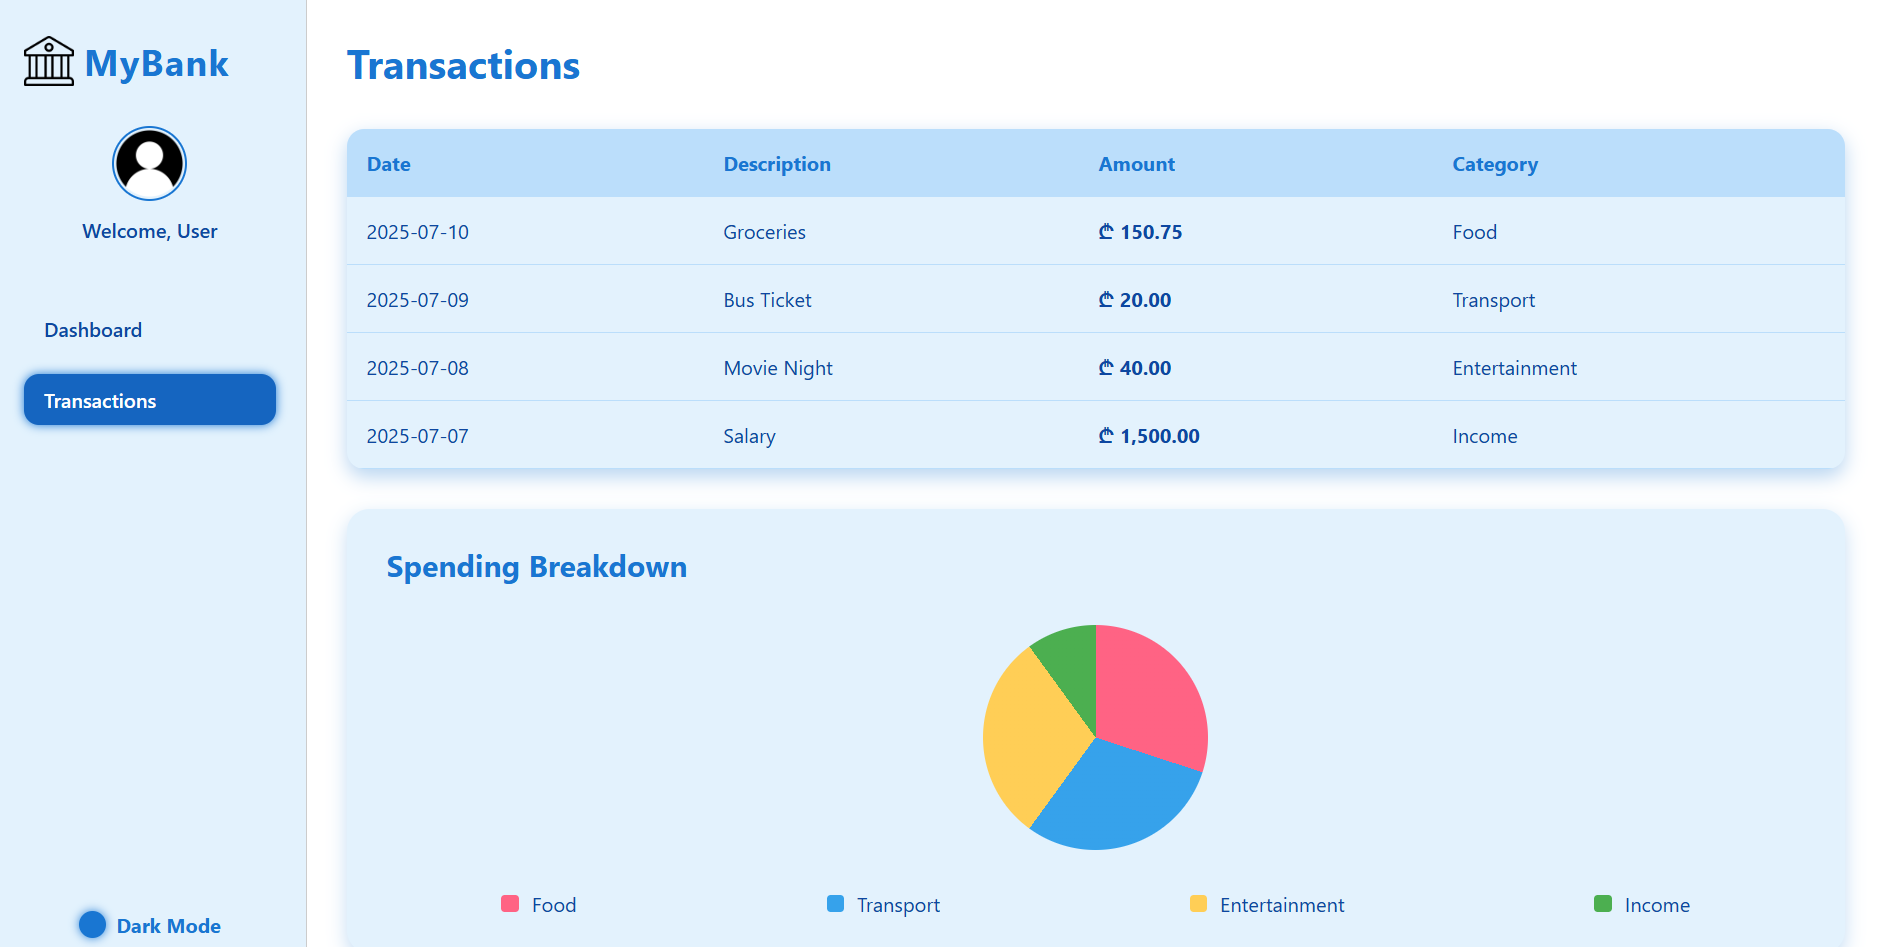 MyBank
Welcome, User
Dashboard
Transactions
Dark Mode
Transactions
Date Description Amount Category
2025-07-10 Groceries ₾ 150.75 Food
2025-07-09 Bus Ticket ₾ 20.00 Transport
2025-07-08 Movie Night ₾ 40.00 Entertainment
2025-07-07 Salary ₾ 1,500.00 Income
Spending Breakdown
Food Transport Entertainment Income